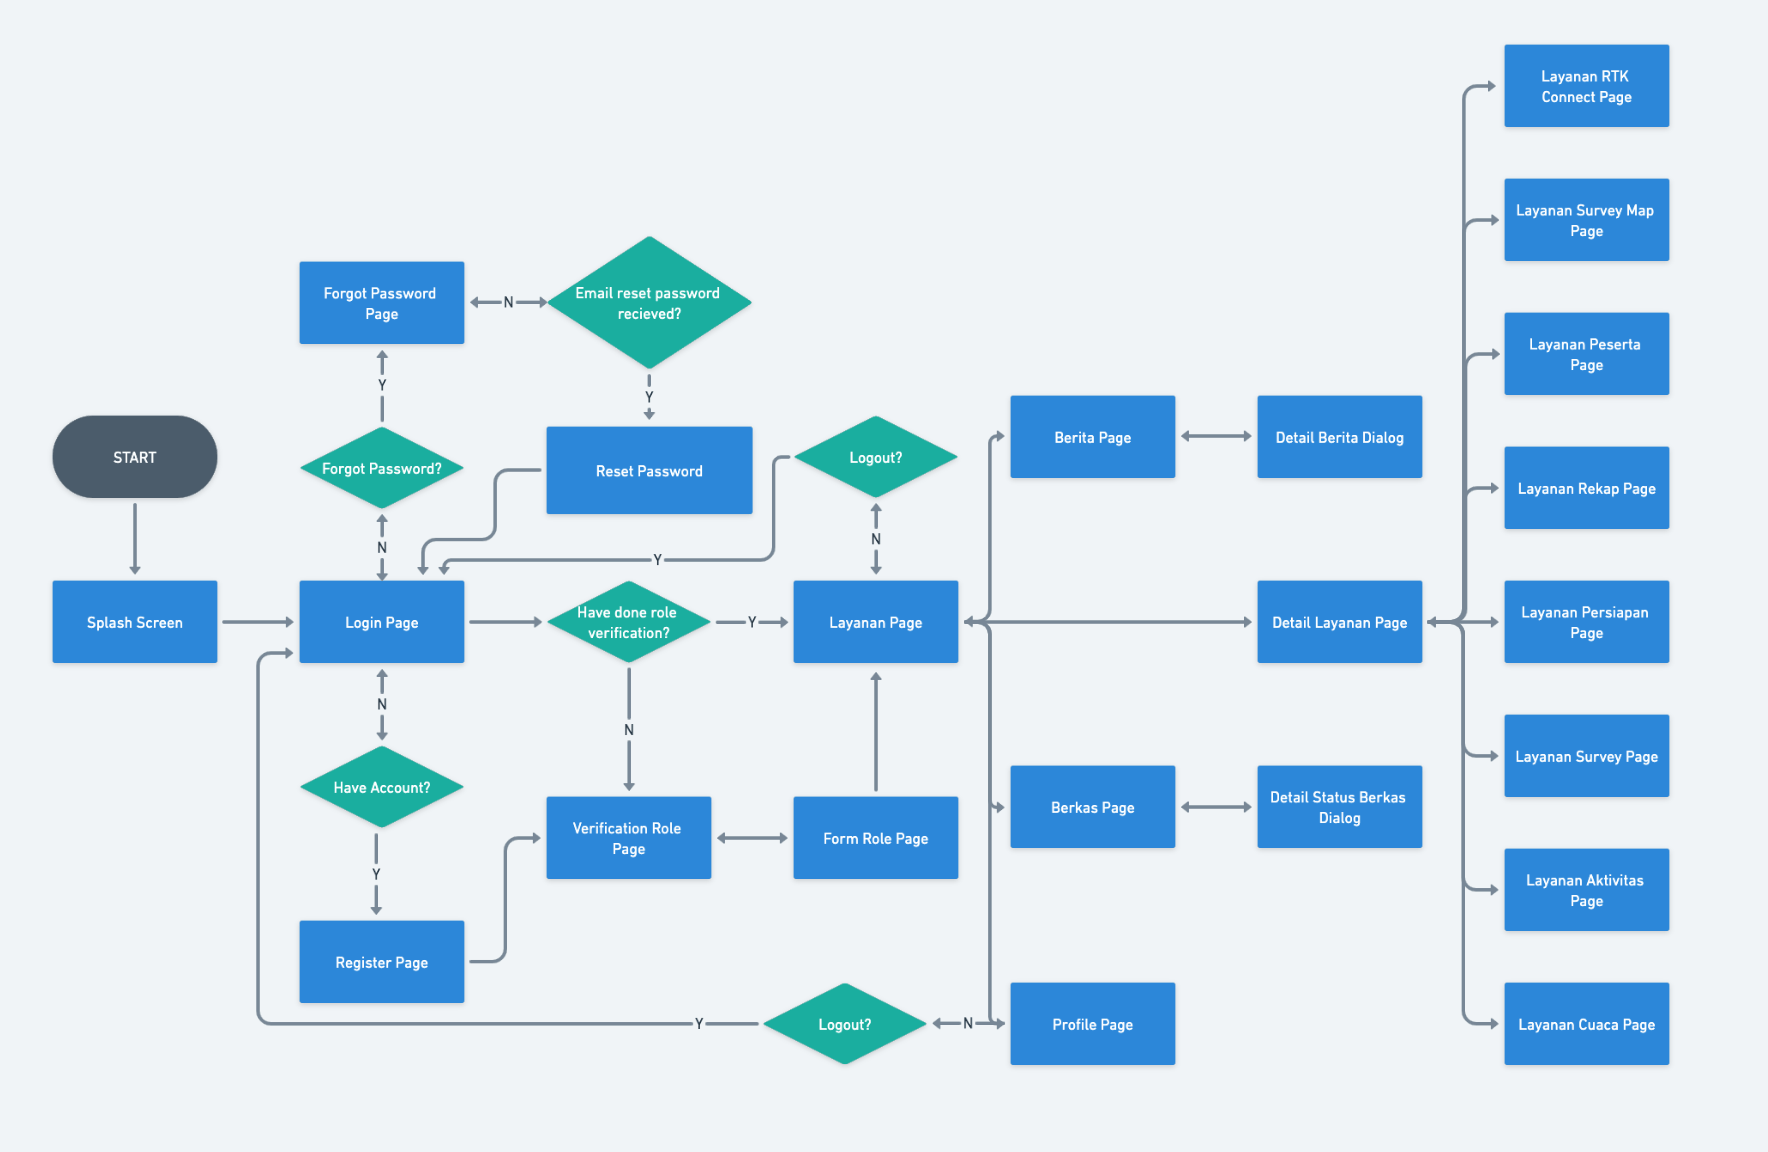 Layanan RTK
Connect Page
Layanan Survey Map
Page
Forgot Password
Page
N
Email reset password
recieved?
Layanan Peserta
Page
Y
Y
START
Forgot Password?
Reset Password
Logout?
Berita Page
Detail Berita Dialog
Layanan Rekap Page
N
N
Y
Splash Screen
Login Page
Have done role
verification?
Y
Layanan Page
Detail Layanan Page
Layanan Persiapan
Page
N
N
Have Account?
Layanan Survey Page
Verification Role
Page
Form Role Page
Berkas Page
Detail Status Berkas
Dialog
Y
Layanan Aktivitas
Page
Register Page
Y
Logout?
N
Profile Page
Layanan Cuaca Page